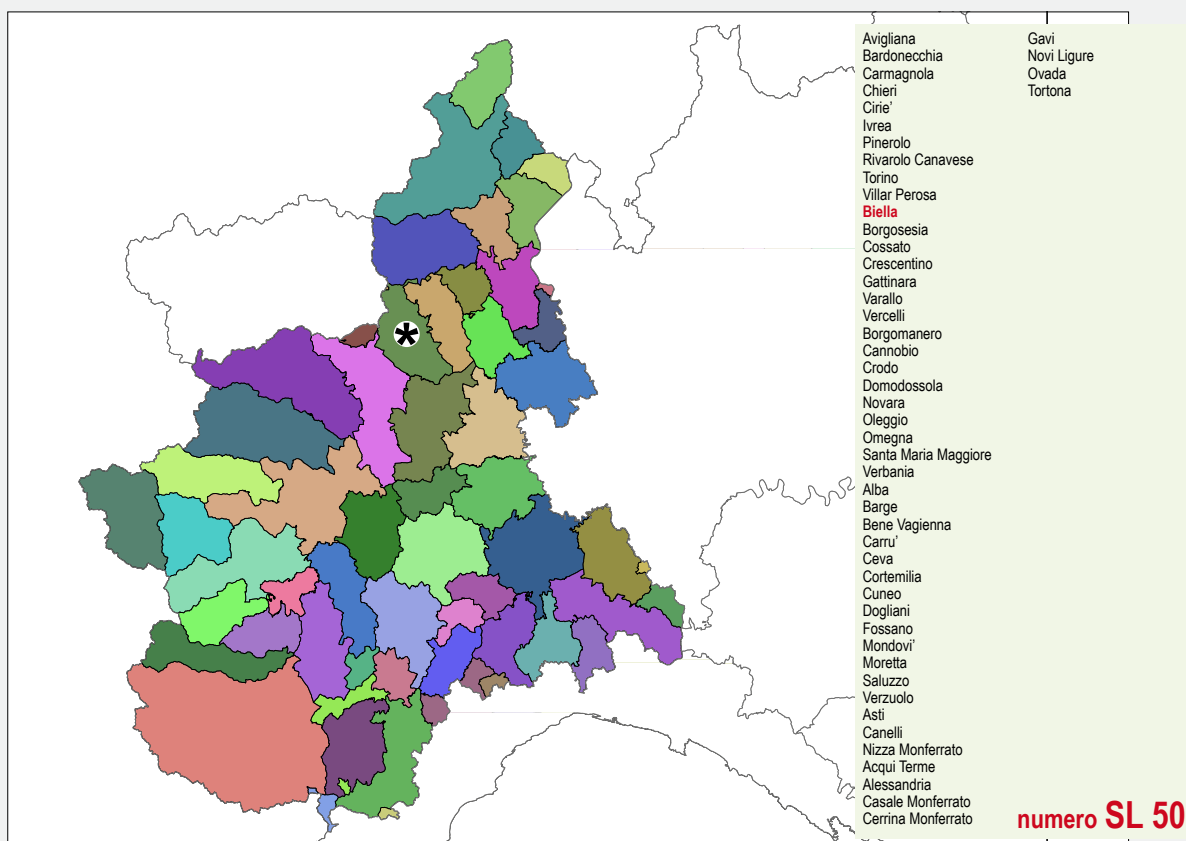 Avigliana
Bardonecchia
Carmagnola
Chieri
Cirie'
Ivrea
Pinerolo
Rivarolo Canavese
Torino
Villar Perosa
Biella
Borgosesia
Cossato
Crescentino
Gattinara
Varallo
Vercelli
Borgomanero
Cannobio
Crodo
Domodossola
Novara
Oleggio
Omegna
Santa Maria Maggiore
Verbania
Alba
Barge
Bene Vagienna
Carru'
Ceva
Cortemilia
Cuneo
Dogliani
Fossano
Mondovi'
Moretta
Saluzzo
Verzuolo
Asti
Canelli
Nizza Monferrato
Acqui Terme
Alessandria
Casale Monferrato
Cerrina Monferrato
Gavi
Novi Ligure
Ovada
Tortona
numero SL 50
*